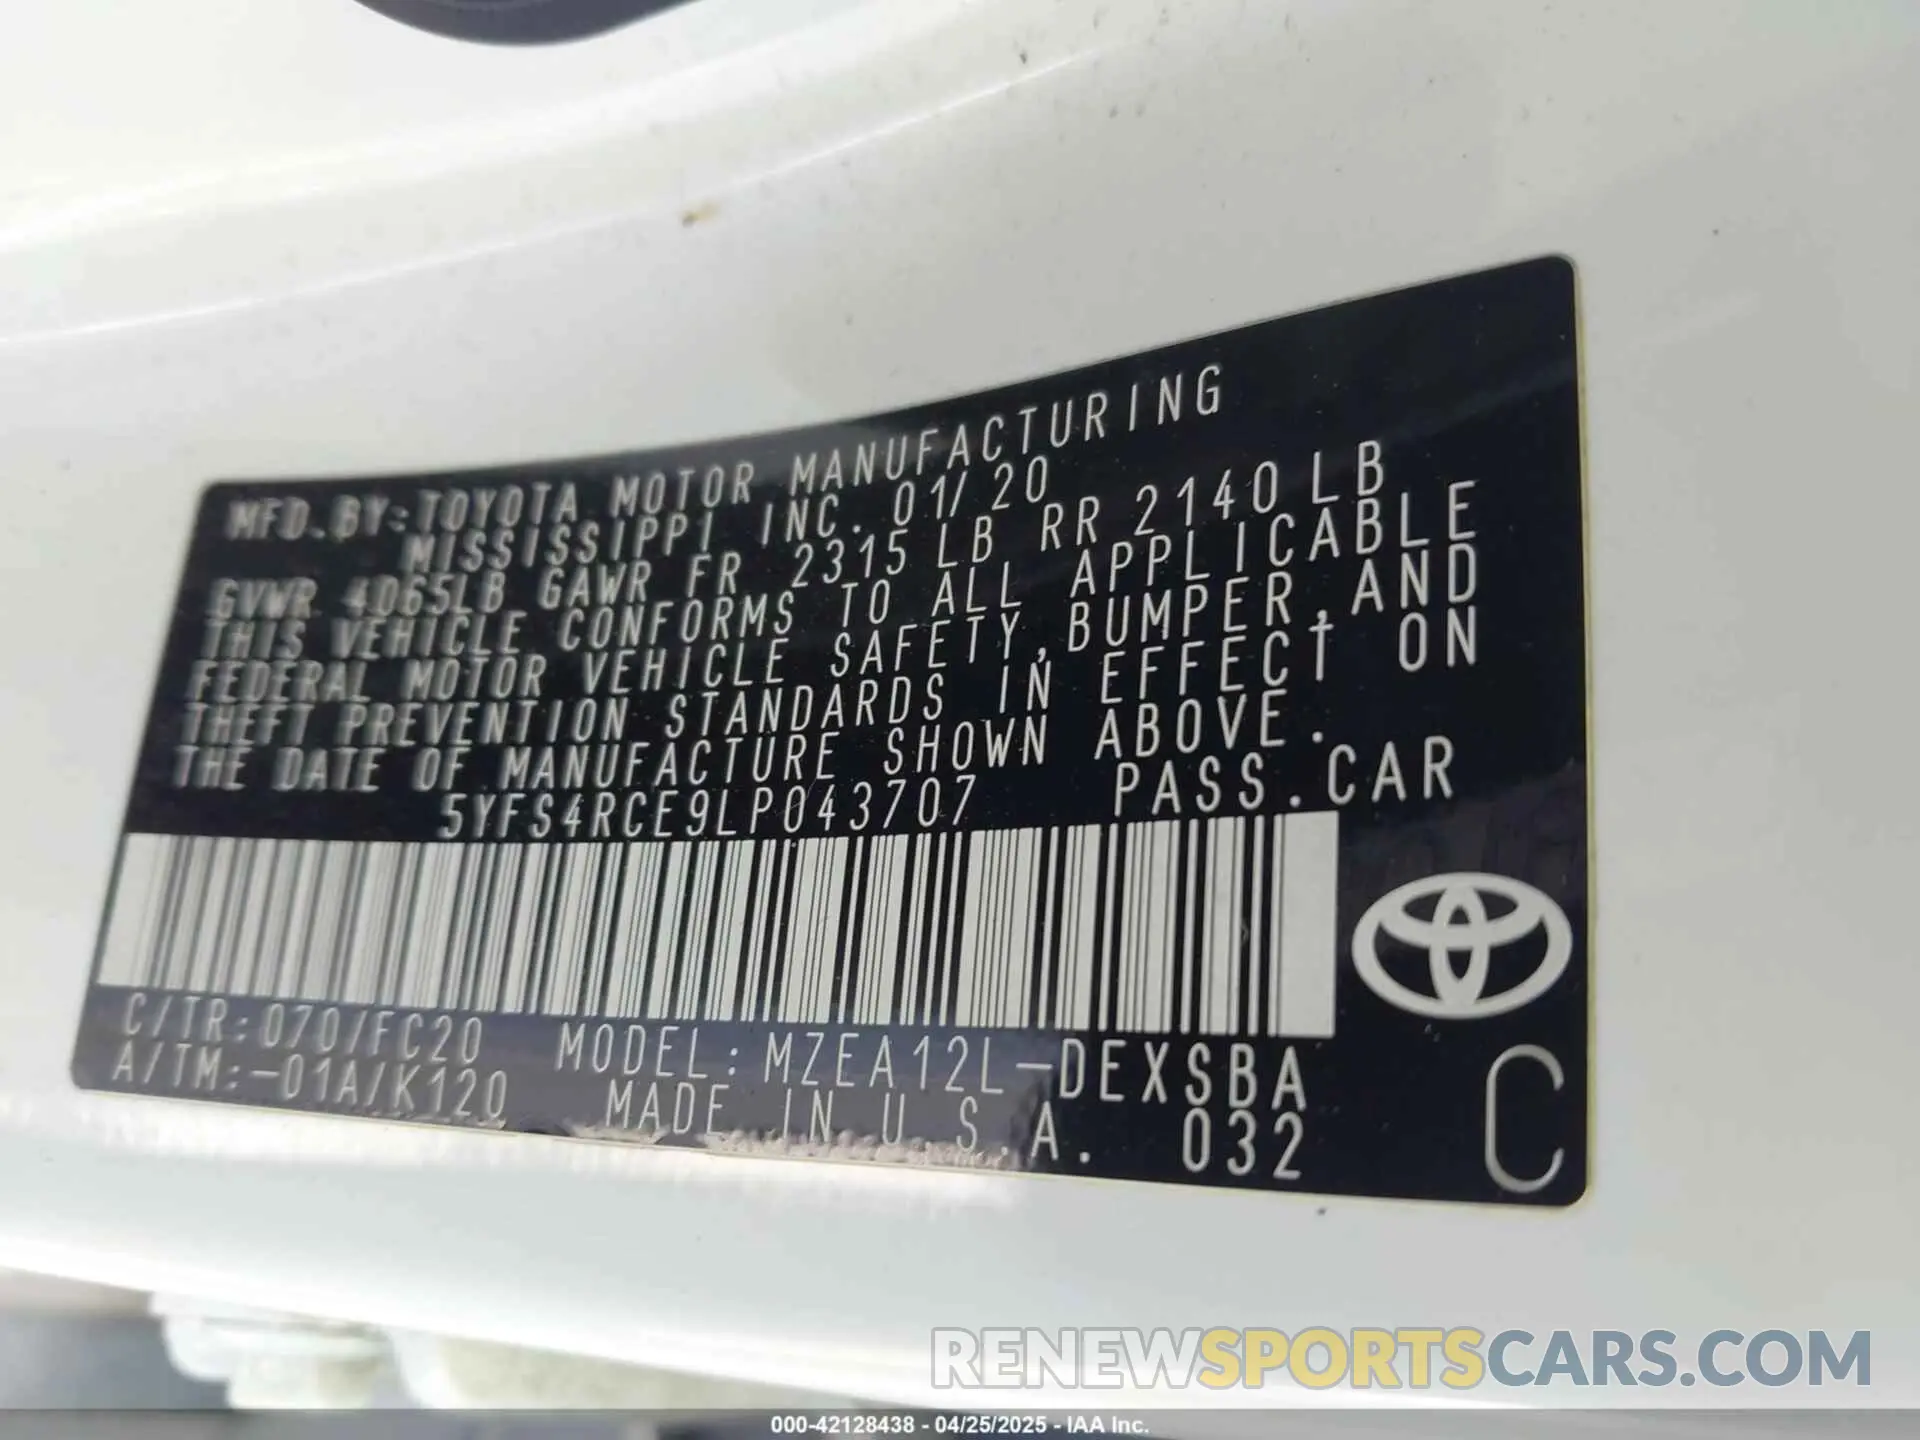 MFD. BY: TOYOTA MOTOR MANUFACTURING
MISSISSIPPI INC. 01/20
GVWR 4065LB GAWR FR 2315 LB RR 2140 LB
THIS VEHICLE CONFORMS TO ALL APPLICABLE
FEDERAL MOTOR VEHICLE SAFETY, BUMPER, AND
THEFT PREVENTION STANDARDS IN EFFECT ON
THE DATE OF MANUFACTURE SHOWN ABOVE.
5YFS4RCE9LP043707 PASS. CAR
C/TR: 070/FC20 MODEL: MZEA12L-DEXSBA
A/TM: -01A/K120 MADE IN U.S.A. 032
C
RENEWSPORTSCARS.COM
000-42128438 - 04/25/2025 - IAA Inc.